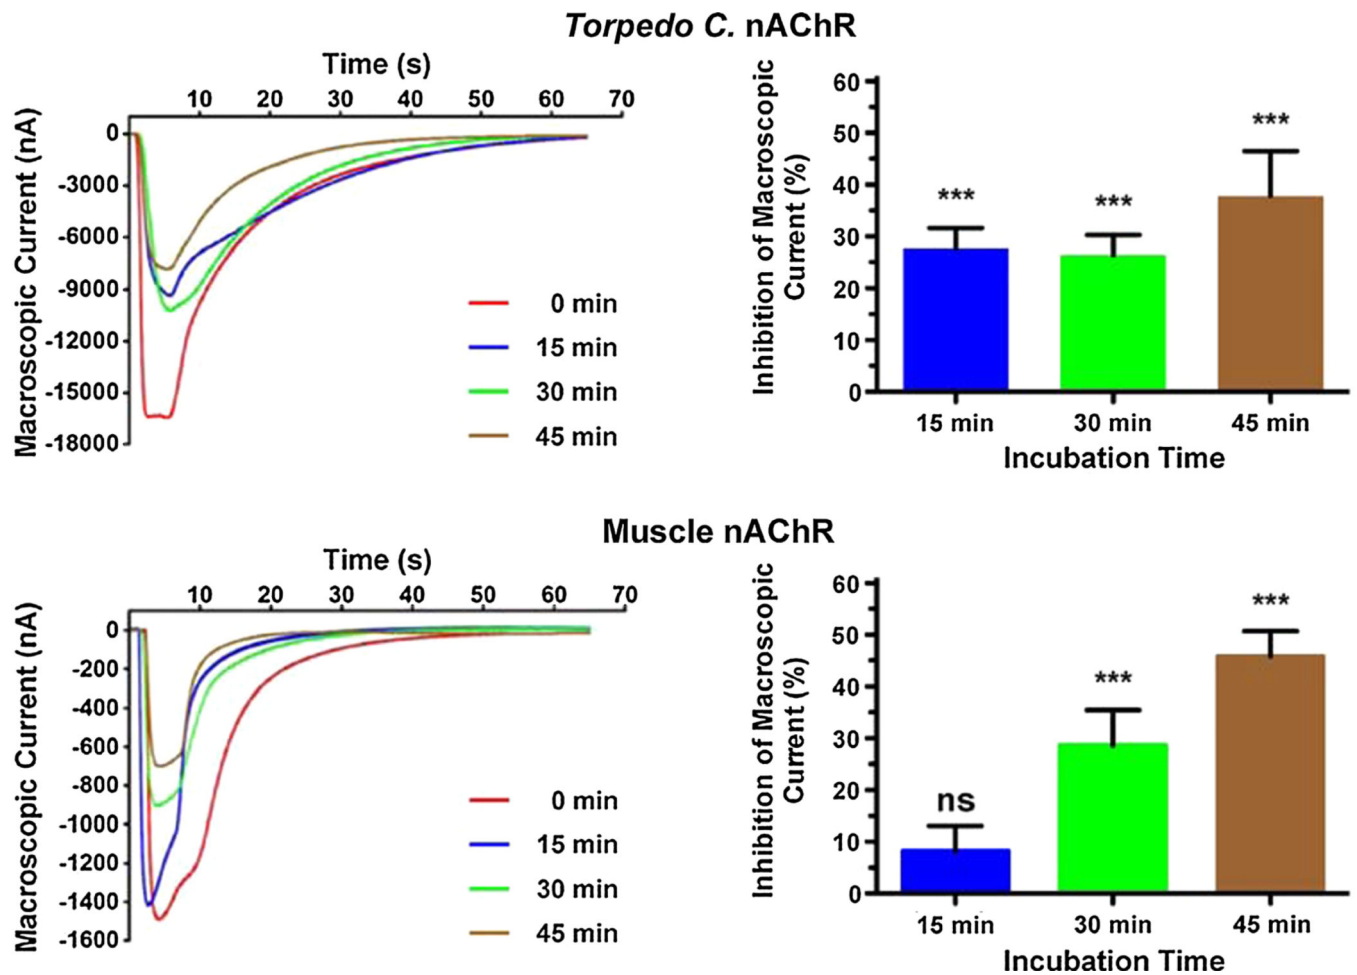 Torpedo C. nAChR
Time (s)
10 20 30 40 50 60 70
Macroscopic Current (nA)
0
-3000
-6000
-9000
-12000
-15000
-18000
0 min
15 min
30 min
45 min
Inhibition of Macroscopic
Current (%)
60
50
40
30
20
10
0
***
***
***
15 min 30 min 45 min
Incubation Time
Muscle nAChR
Time (s)
10 20 30 40 50 60 70
Macroscopic Current (nA)
0
-200
-400
-600
-800
-1000
-1200
-1400
-1600
0 min
15 min
30 min
45 min
Inhibition of Macroscopic
Current (%)
60
50
40
30
20
10
0
ns
***
***
15 min 30 min 45 min
Incubation Time